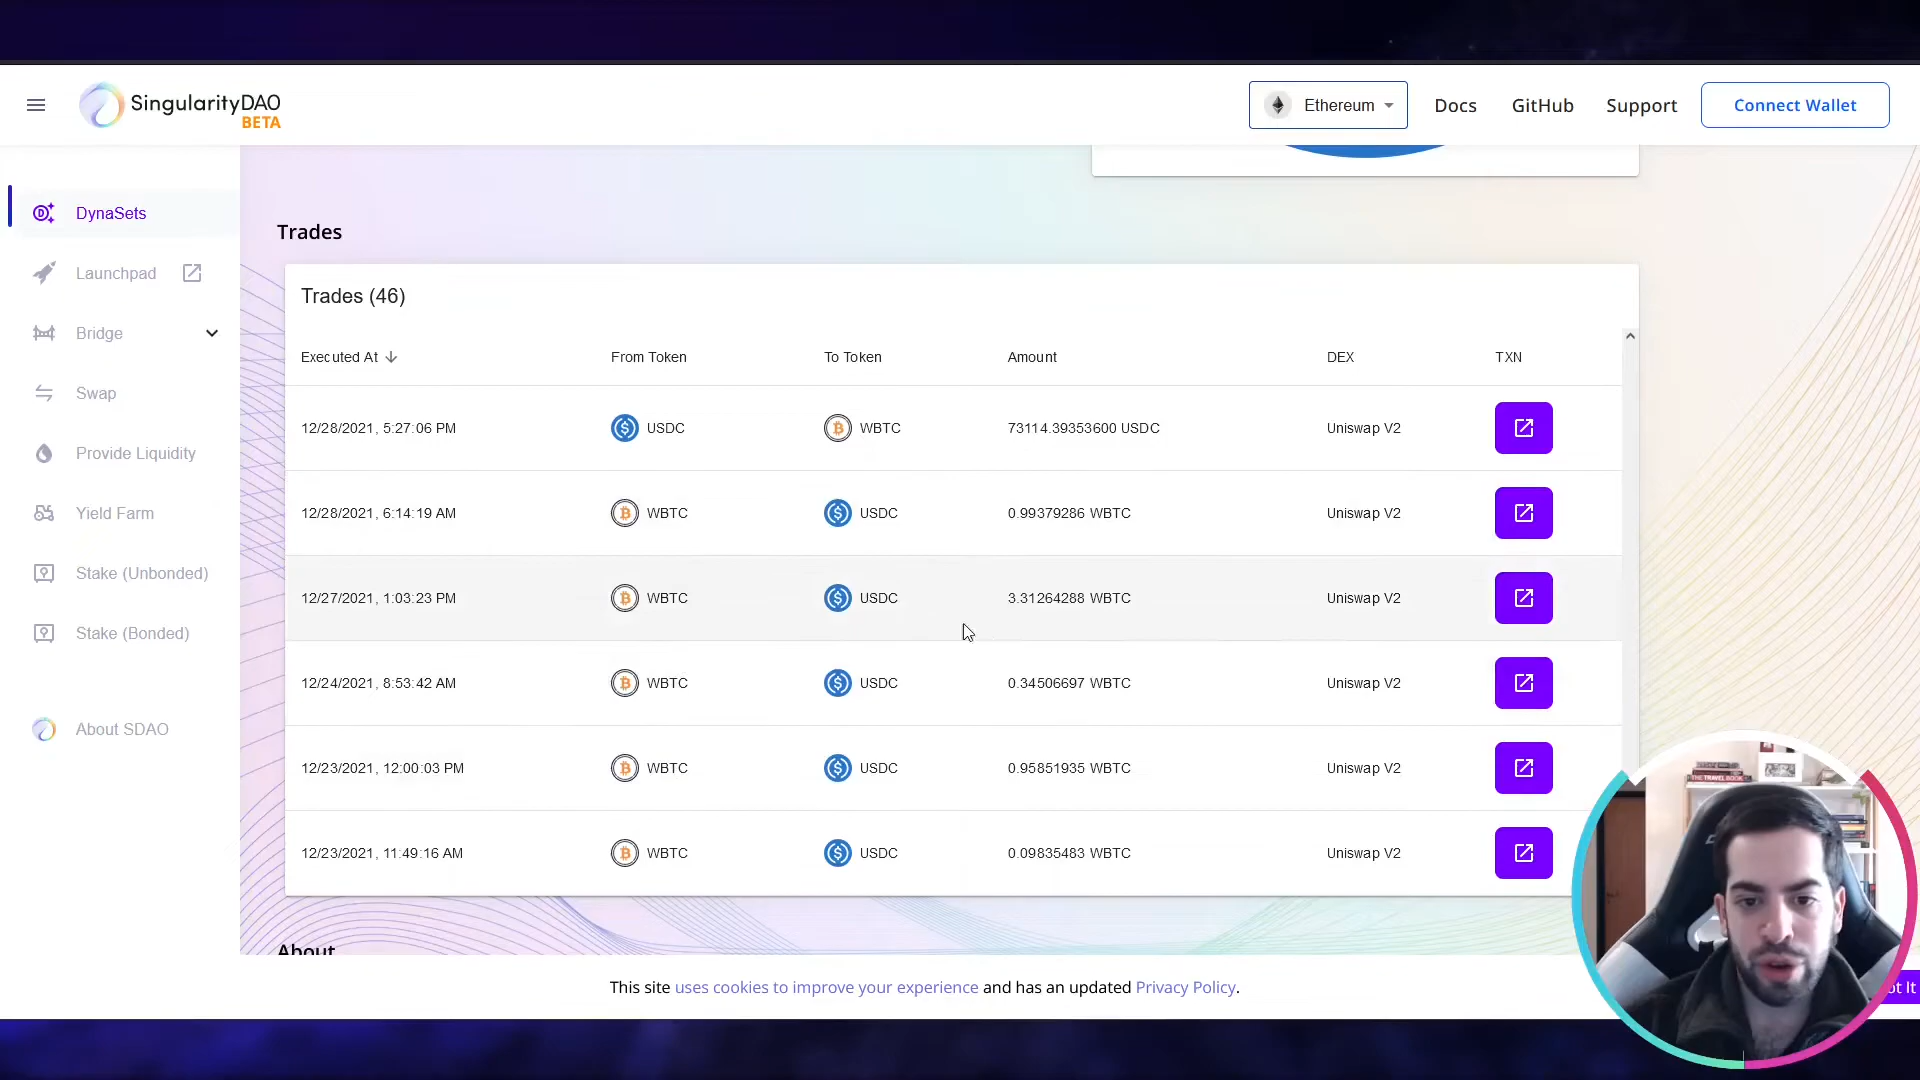 SingularityDAO
BETA
Ethereum
Docs
GitHub
Support
Connect Wallet
DynaSets
Launchpad
Bridge
Swap
Provide Liquidity
Yield Farm
Stake (Unbonded)
Stake (Bonded)
About SDAO
Trades
Trades (46)
Executed At From Token To Token Amount DEX TXN
12/28/2021, 5:27:06 PM USDC WBTC 73114.39353600 USDC Uniswap V2
12/28/2021, 6:14:19 AM WBTC USDC 0.99379286 WBTC Uniswap V2
12/27/2021, 1:03:23 PM WBTC USDC 3.31264288 WBTC Uniswap V2
12/24/2021, 8:53:42 AM WBTC USDC 0.34506697 WBTC Uniswap V2
12/23/2021, 12:00:03 PM WBTC USDC 0.95851935 WBTC Uniswap V2
12/23/2021, 11:49:16 AM WBTC USDC 0.09835483 WBTC Uniswap V2
About
This site uses cookies to improve your experience and has an updated Privacy Policy.
It
THE TRAVEL BOOK